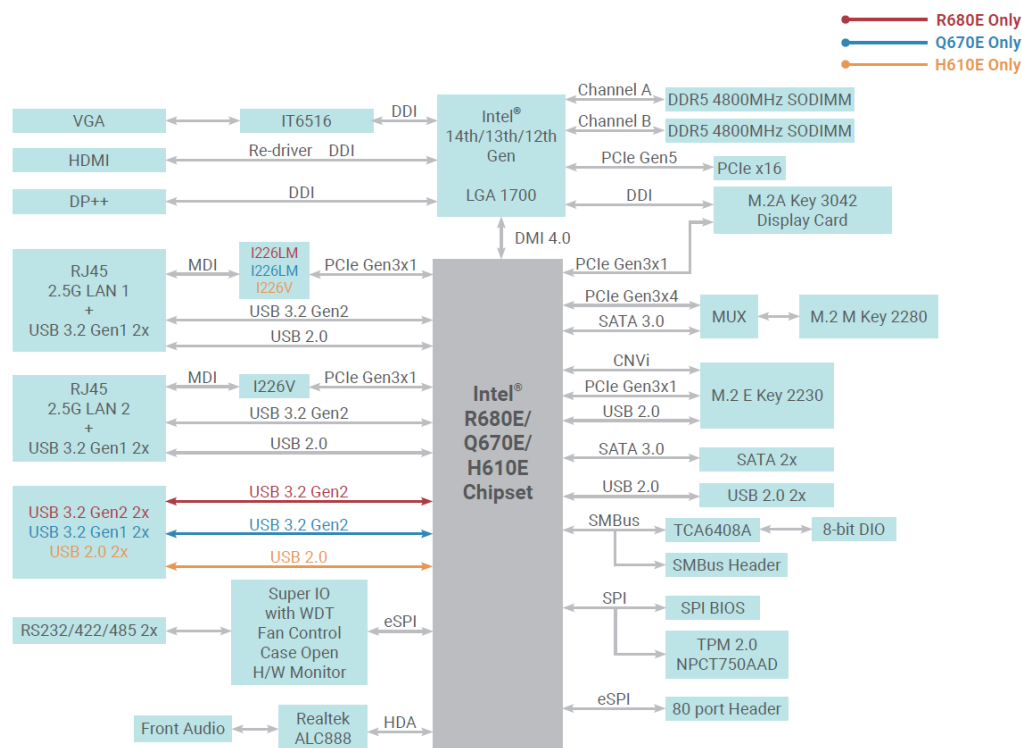 R680E Only
Q670E Only
H610E Only
VGA
IT6516
DDI
HDMI
Re-driver DDI
DP++
DDI
Intel®
14th/13th/12th
Gen
LGA 1700
Channel A
DDR5 4800MHz SODIMM
Channel B
DDR5 4800MHz SODIMM
PCIe Gen5
PCIe x16
DDI
M.2A Key 3042
Display Card
DMI 4.0
PCIe Gen3x1
RJ45
2.5G LAN 1
+
USB 3.2 Gen1 2x
MDI
I226LM
I226LM
I226V
PCIe Gen3x1
USB 3.2 Gen2
USB 2.0
RJ45
2.5G LAN 2
+
USB 3.2 Gen1 2x
MDI
I226V
PCIe Gen3x1
USB 3.2 Gen2
USB 2.0
USB 3.2 Gen2 2x
USB 3.2 Gen1 2x
USB 2.0 2x
USB 3.2 Gen2
USB 3.2 Gen2
USB 2.0
RS232/422/485 2x
Super IO
with WDT
Fan Control
Case Open
H/W Monitor
eSPI
Front Audio
Realtek
ALC888
HDA
Intel®
R680E/
Q670E/
H610E
Chipset
PCIe Gen3x4
SATA 3.0
MUX
M.2 M Key 2280
CNVi
PCIe Gen3x1
USB 2.0
M.2 E Key 2230
SATA 3.0
SATA 2x
USB 2.0
USB 2.0 2x
SMBus
TCA6408A
8-bit DIO
SMBus Header
SPI
SPI BIOS
TPM 2.0
NPCT750AAD
eSPI
80 port Header